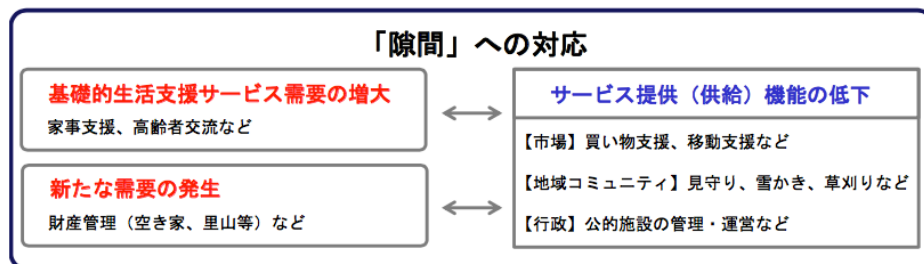 「隙間」への対応
基礎的生活支援サービス需要の増大
家事支援、高齢者交流など
新たな需要の発生
財産管理（空き家、里山等）など
サービス提供（供給）機能の低下
【市場】買い物支援、移動支援など
【地域コミュニティ】見守り、雪かき、草刈りなど
【行政】公的施設の管理・運営など